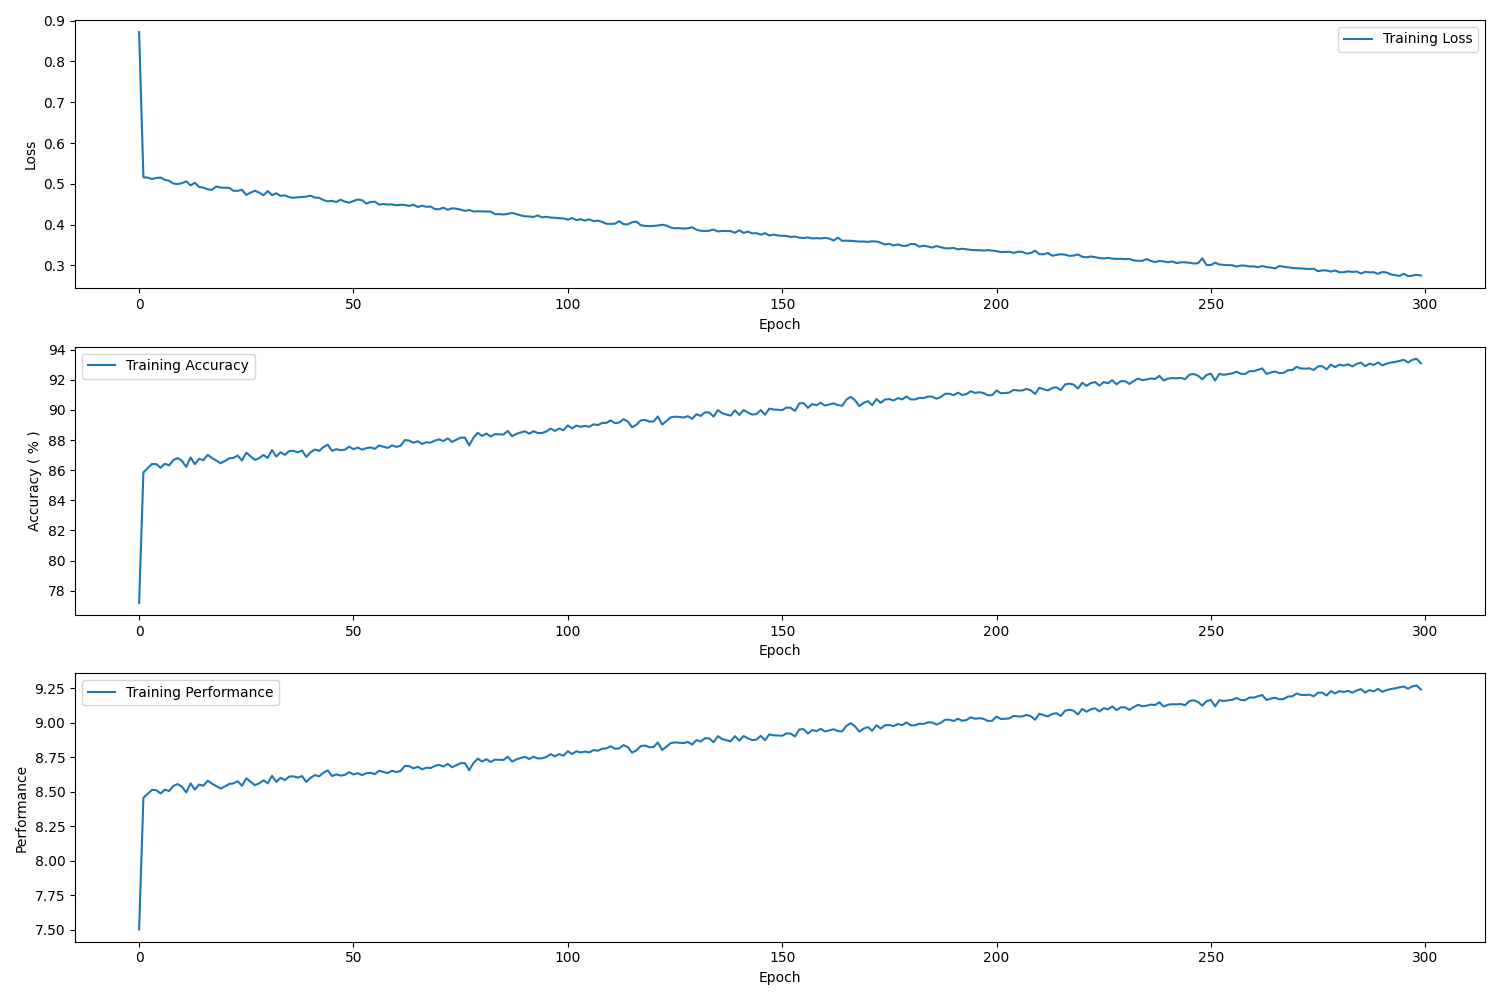 0.9
0.8
0.7
0.6
0.5
0.4
0.3
Loss
Training Loss
0 50 100 150 200 250 300
Epoch
94
92
90
88
86
84
82
80
78
Accuracy ( % )
Training Accuracy
0 50 100 150 200 250 300
Epoch
9.25
9.00
8.75
8.50
8.25
8.00
7.75
7.50
Performance
Training Performance
0 50 100 150 200 250 300
Epoch